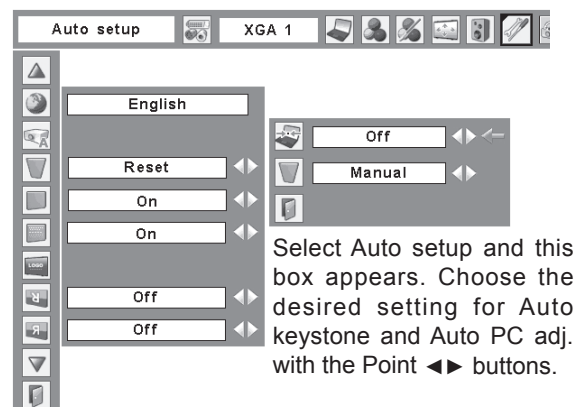 Auto setup
XGA 1
English
Reset
On
On
Off
Off
Off
Manual
LOGO
Select Auto setup and this
box appears. Choose the
desired setting for Auto
keystone and Auto PC adj.
with the Point ◄► buttons.